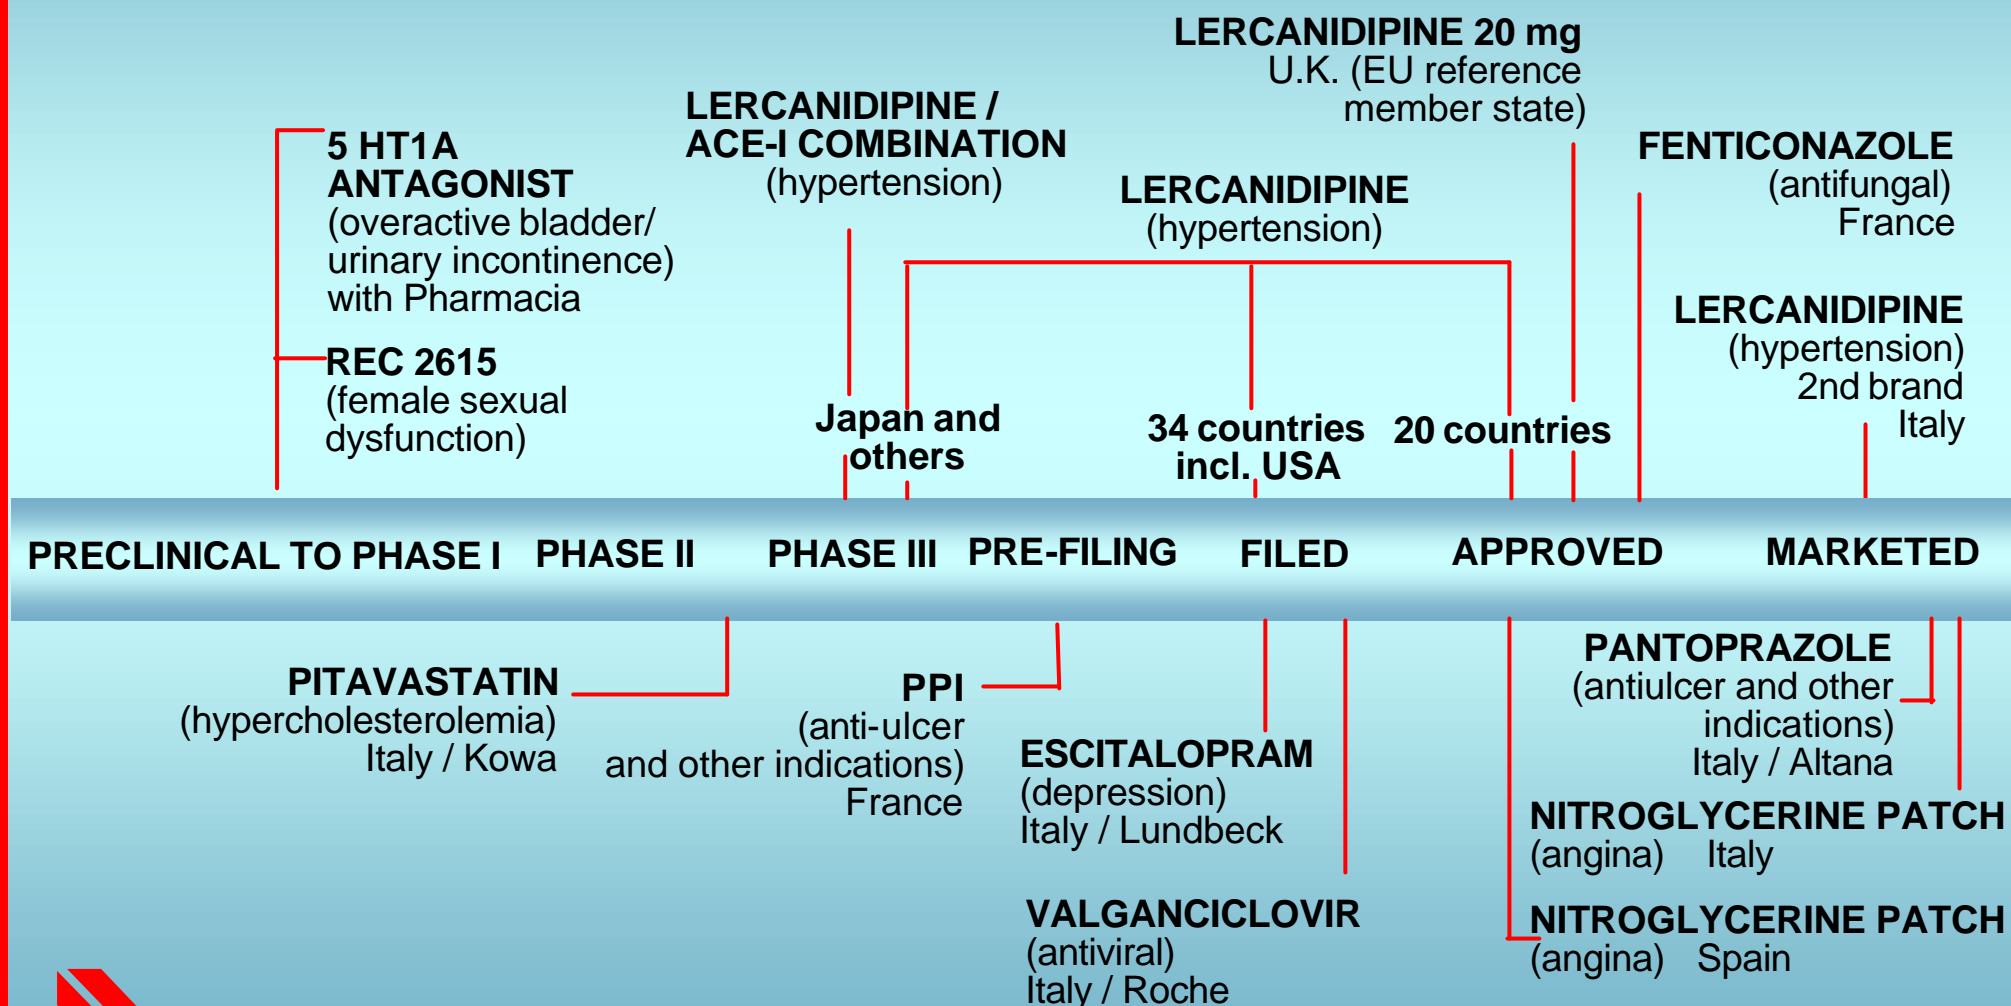 LERCANIDIPINE 20 mg
U.K. (EU reference
member state)
LERCANIDIPINE /
ACE-I COMBINATION
(hypertension)
5 HT1A
ANTAGONIST
(overactive bladder/
urinary incontinence)
with Pharmacia
LERCANIDIPINE
(hypertension)
FENTICONAZOLE
(antifungal)
France
LERCANIDIPINE
(hypertension)
2nd brand
Italy
REC 2615
(female sexual
dysfunction)
Japan and
others
34 countries
incl. USA
20 countries
PRECLINICAL TO PHASE I PHASE II PHASE III PRE-FILING FILED APPROVED MARKETED
PITAVASTATIN
(hypercholesterolemia)
Italy / Kowa
PPI
(anti-ulcer
and other indications)
France
ESCITALOPRAM
(depression)
Italy / Lundbeck
VALGANCICLOVIR
(antiviral)
Italy / Roche
PANTOPRAZOLE
(antiulcer and other
indications)
Italy / Altana
NITROGLYCERINE PATCH
(angina) Italy
NITROGLYCERINE PATCH
(angina) Spain